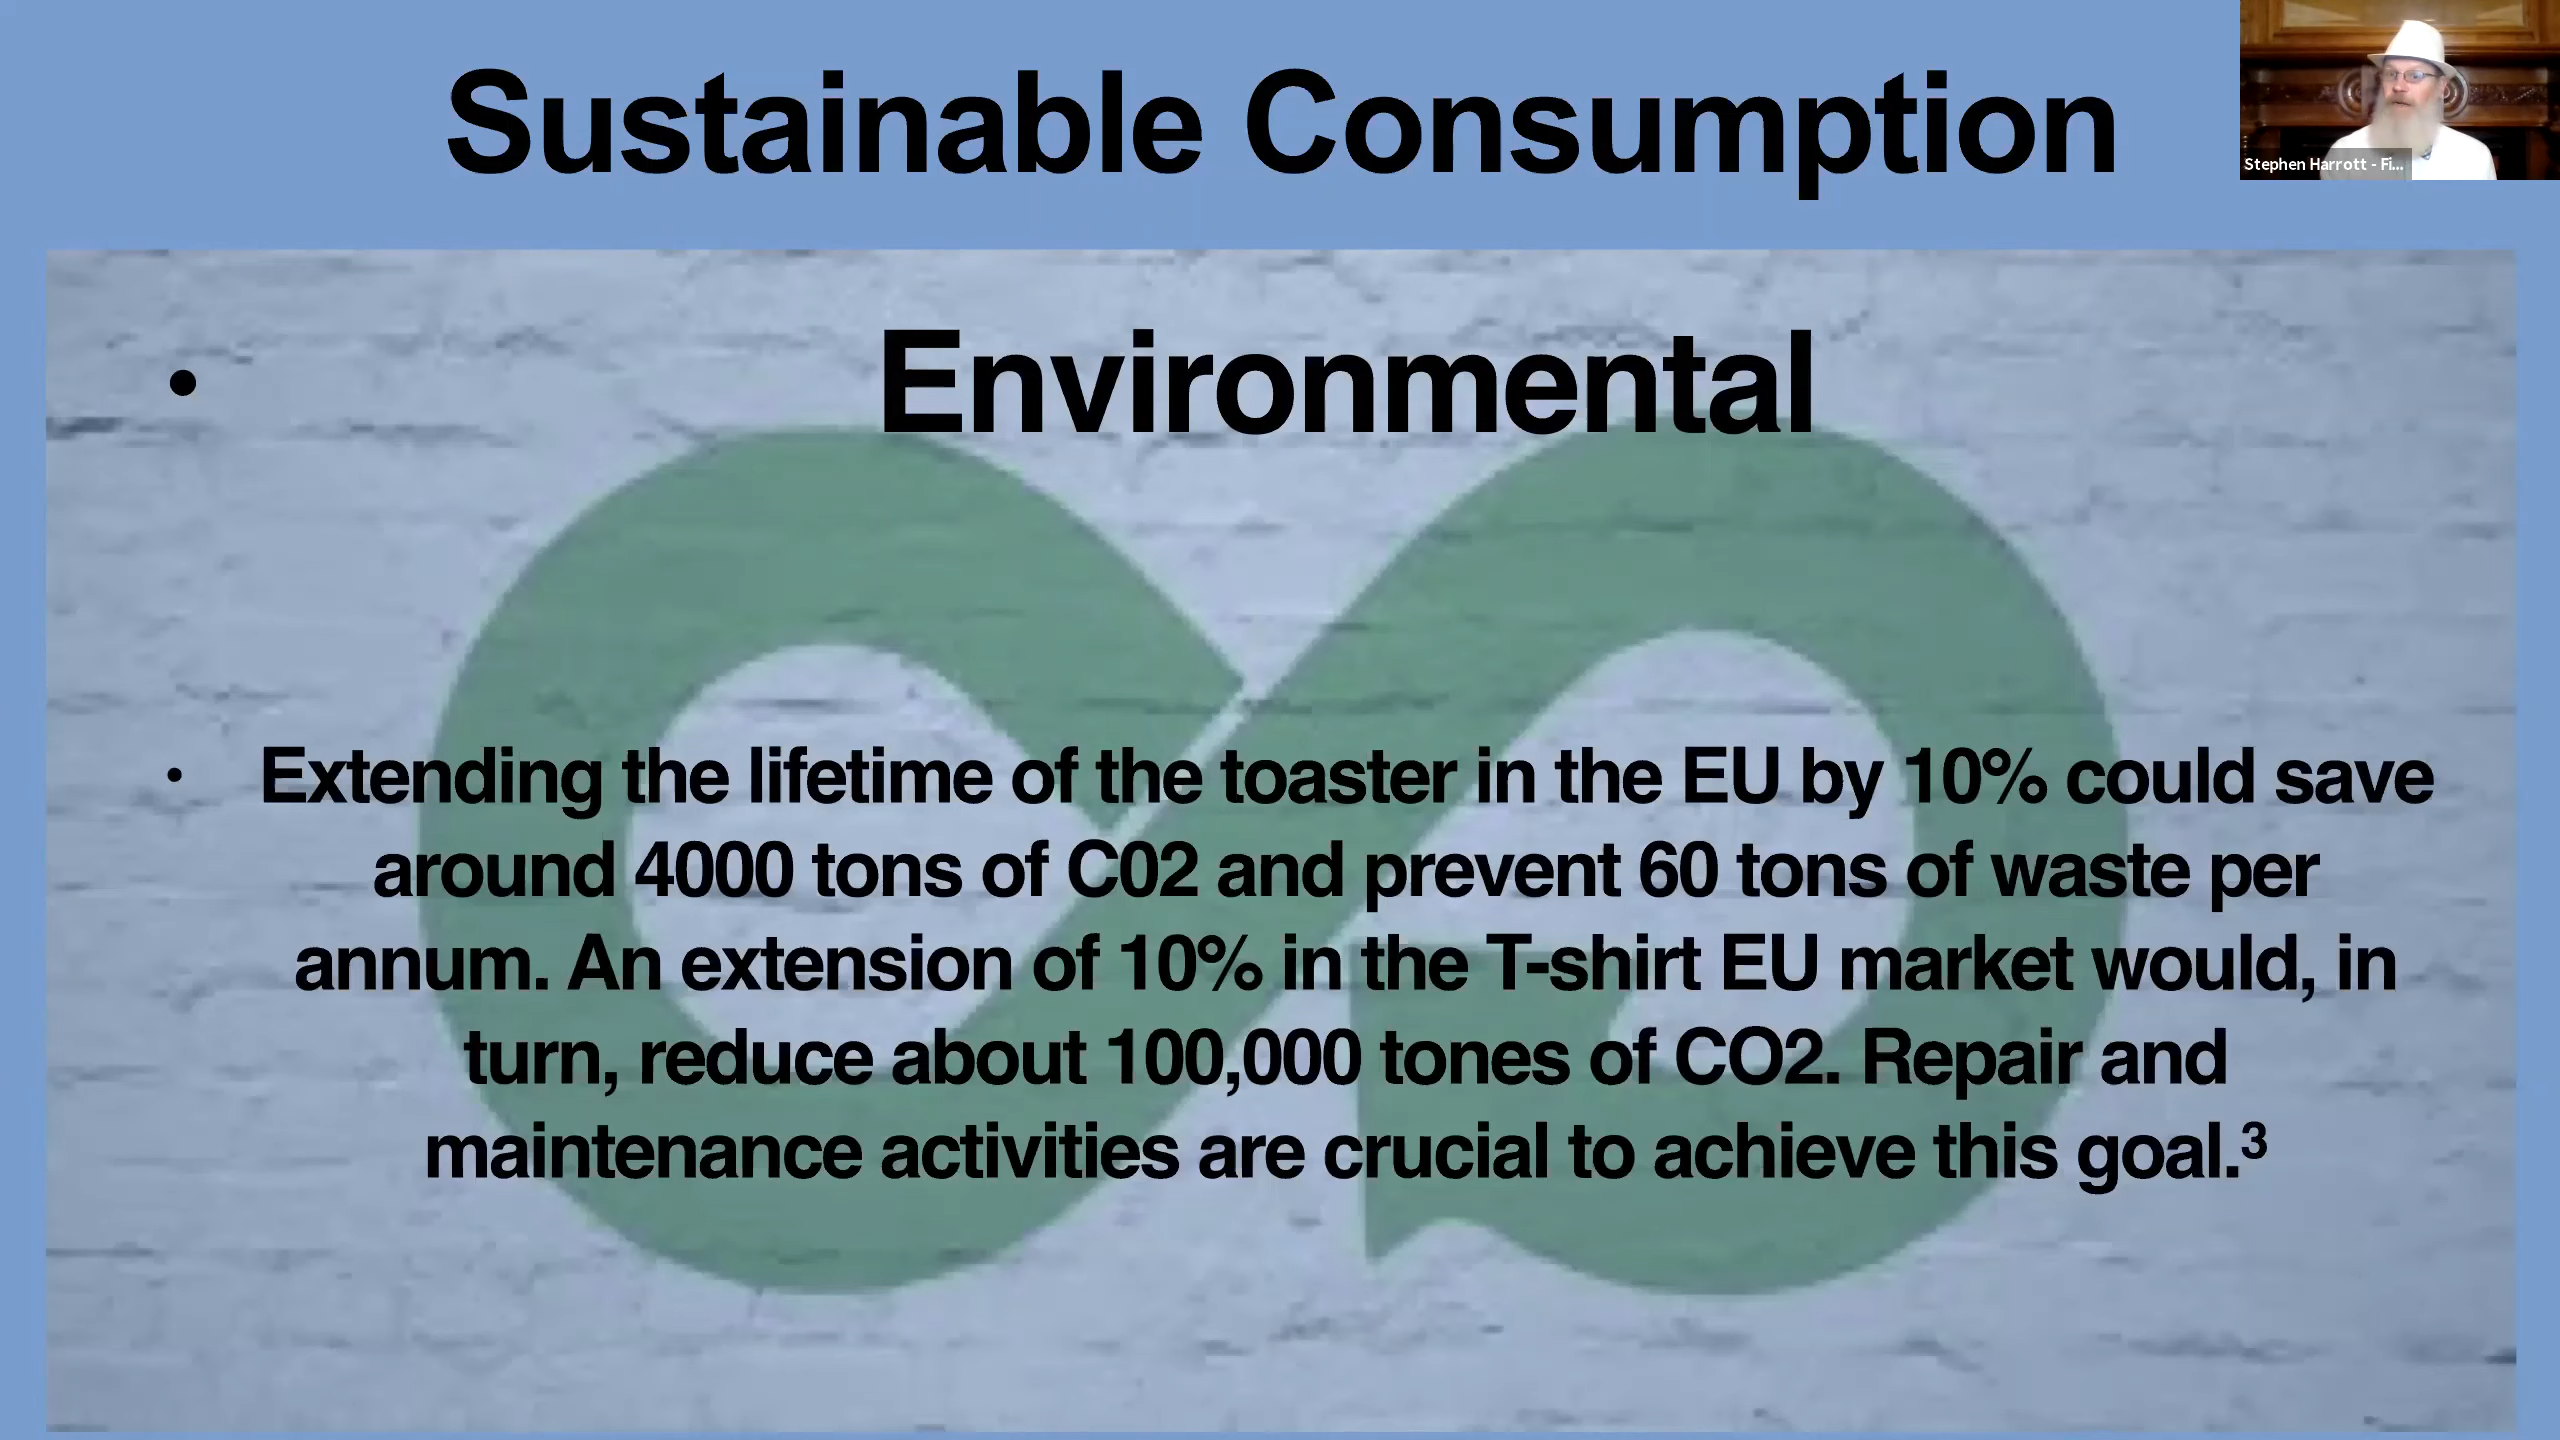 Sustainable Consumption
Stephen Harrott - Fi...
• Environmental
• Extending the lifetime of the toaster in the EU by 10% could save
around 4000 tons of C02 and prevent 60 tons of waste per
annum. An extension of 10% in the T-shirt EU market would, in
turn, reduce about 100,000 tones of CO2. Repair and
maintenance activities are crucial to achieve this goal.³